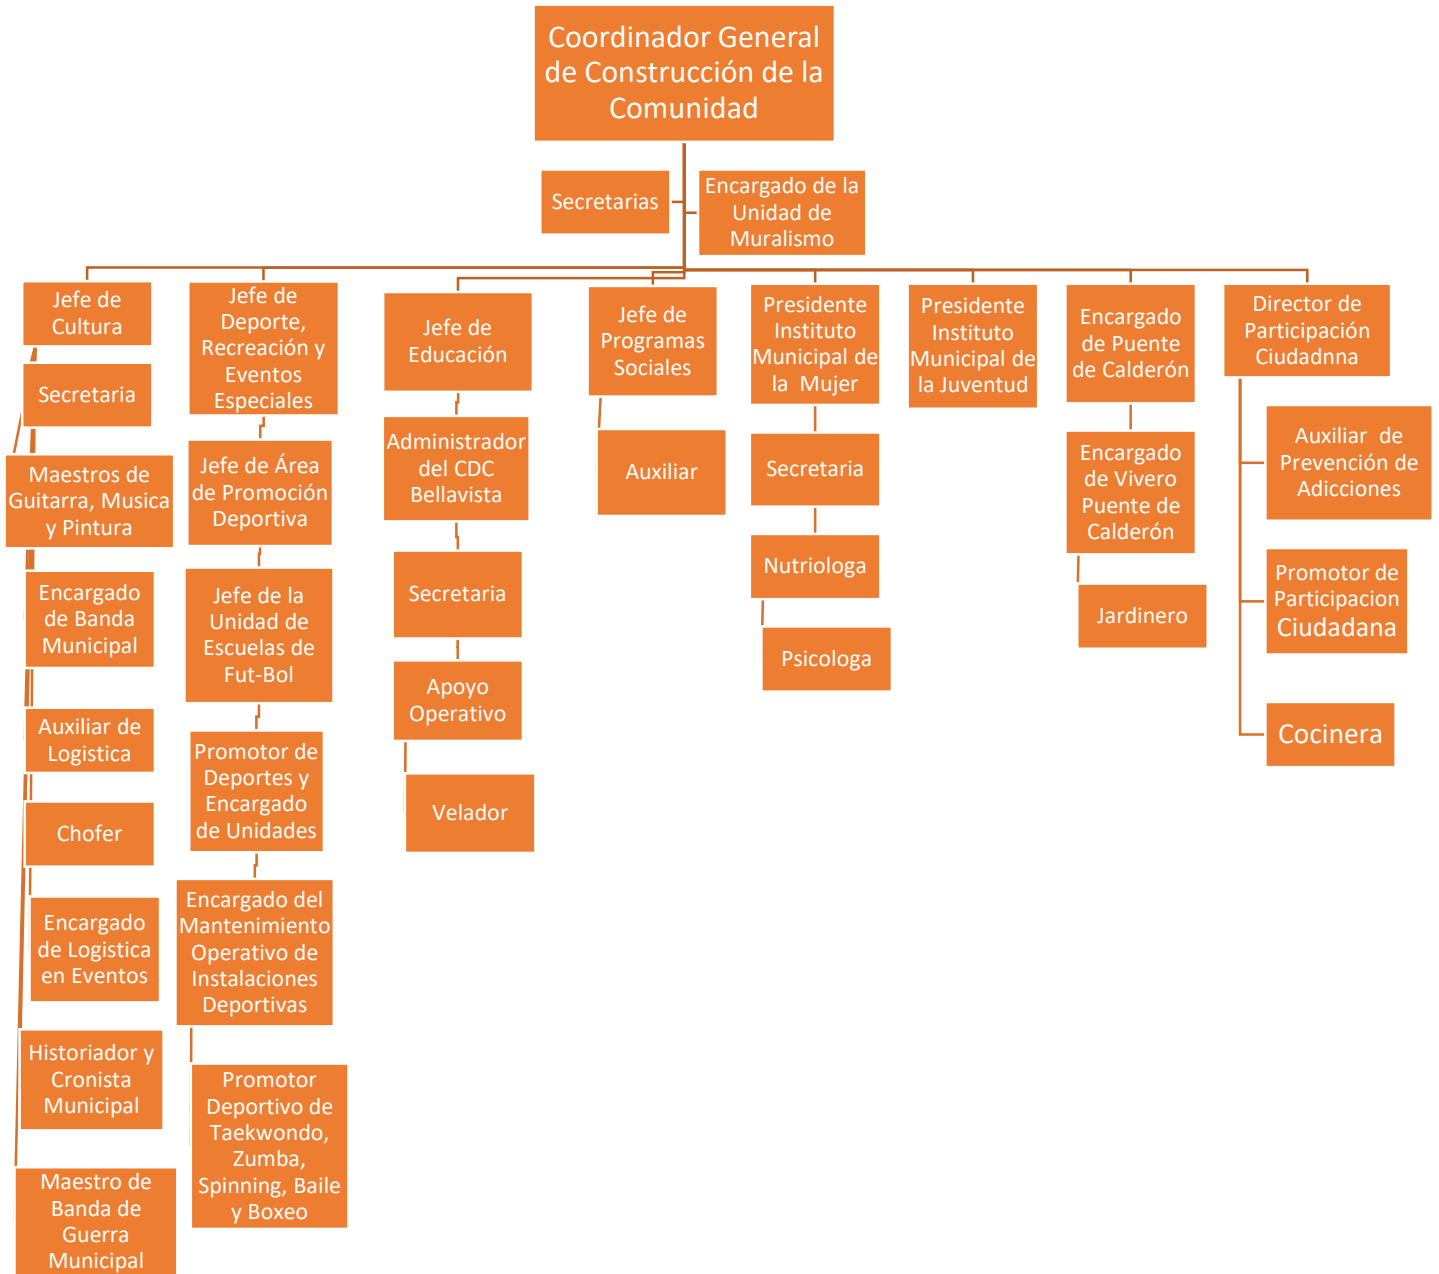 Coordinador General
de Construcción de la
Comunidad
Secretarias
Encargado de la
Unidad de
Muralismo
Jefe de
Cultura
Secretaria
Maestros de
Guitarra, Musica
y Pintura
Encargado
de Banda
Municipal
Auxiliar de
Logistica
Chofer
Encargado
de Logistica
en Eventos
Historiador y
Cronista
Municipal
Maestro de
Banda de
Guerra
Municipal
Jefe de
Deporte,
Recreación y
Eventos
Especiales
Jefe de Área
de Promoción
Deportiva
Jefe de la
Unidad de
Escuelas de
Fut-Bol
Promotor de
Deportes y
Encargado
de Unidades
Encargado del
Mantenimiento
Operativo de
Instalaciones
Deportivas
Promotor
Deportivo de
Taekwondo,
Zumba,
Spinning, Baile
y Boxeo
Jefe de
Educación
Administrador
del CDC
Bellavista
Secretaria
Apoyo
Operativo
Velador
Jefe de
Programas
Sociales
Auxiliar
Presidente
Instituto
Municipal de
la Mujer
Secretaria
Nutriologa
Psicologa
Presidente
Instituto
Municipal de
la Juventud
Encargado
de Puente
de Calderón
Encargado
de Vivero
Puente de
Calderón
Jardinero
Director de
Participación
Ciudadnna
Auxiliar de
Prevención de
Adicciones
Promotor de
Participacion
Ciudadana
Cocinera